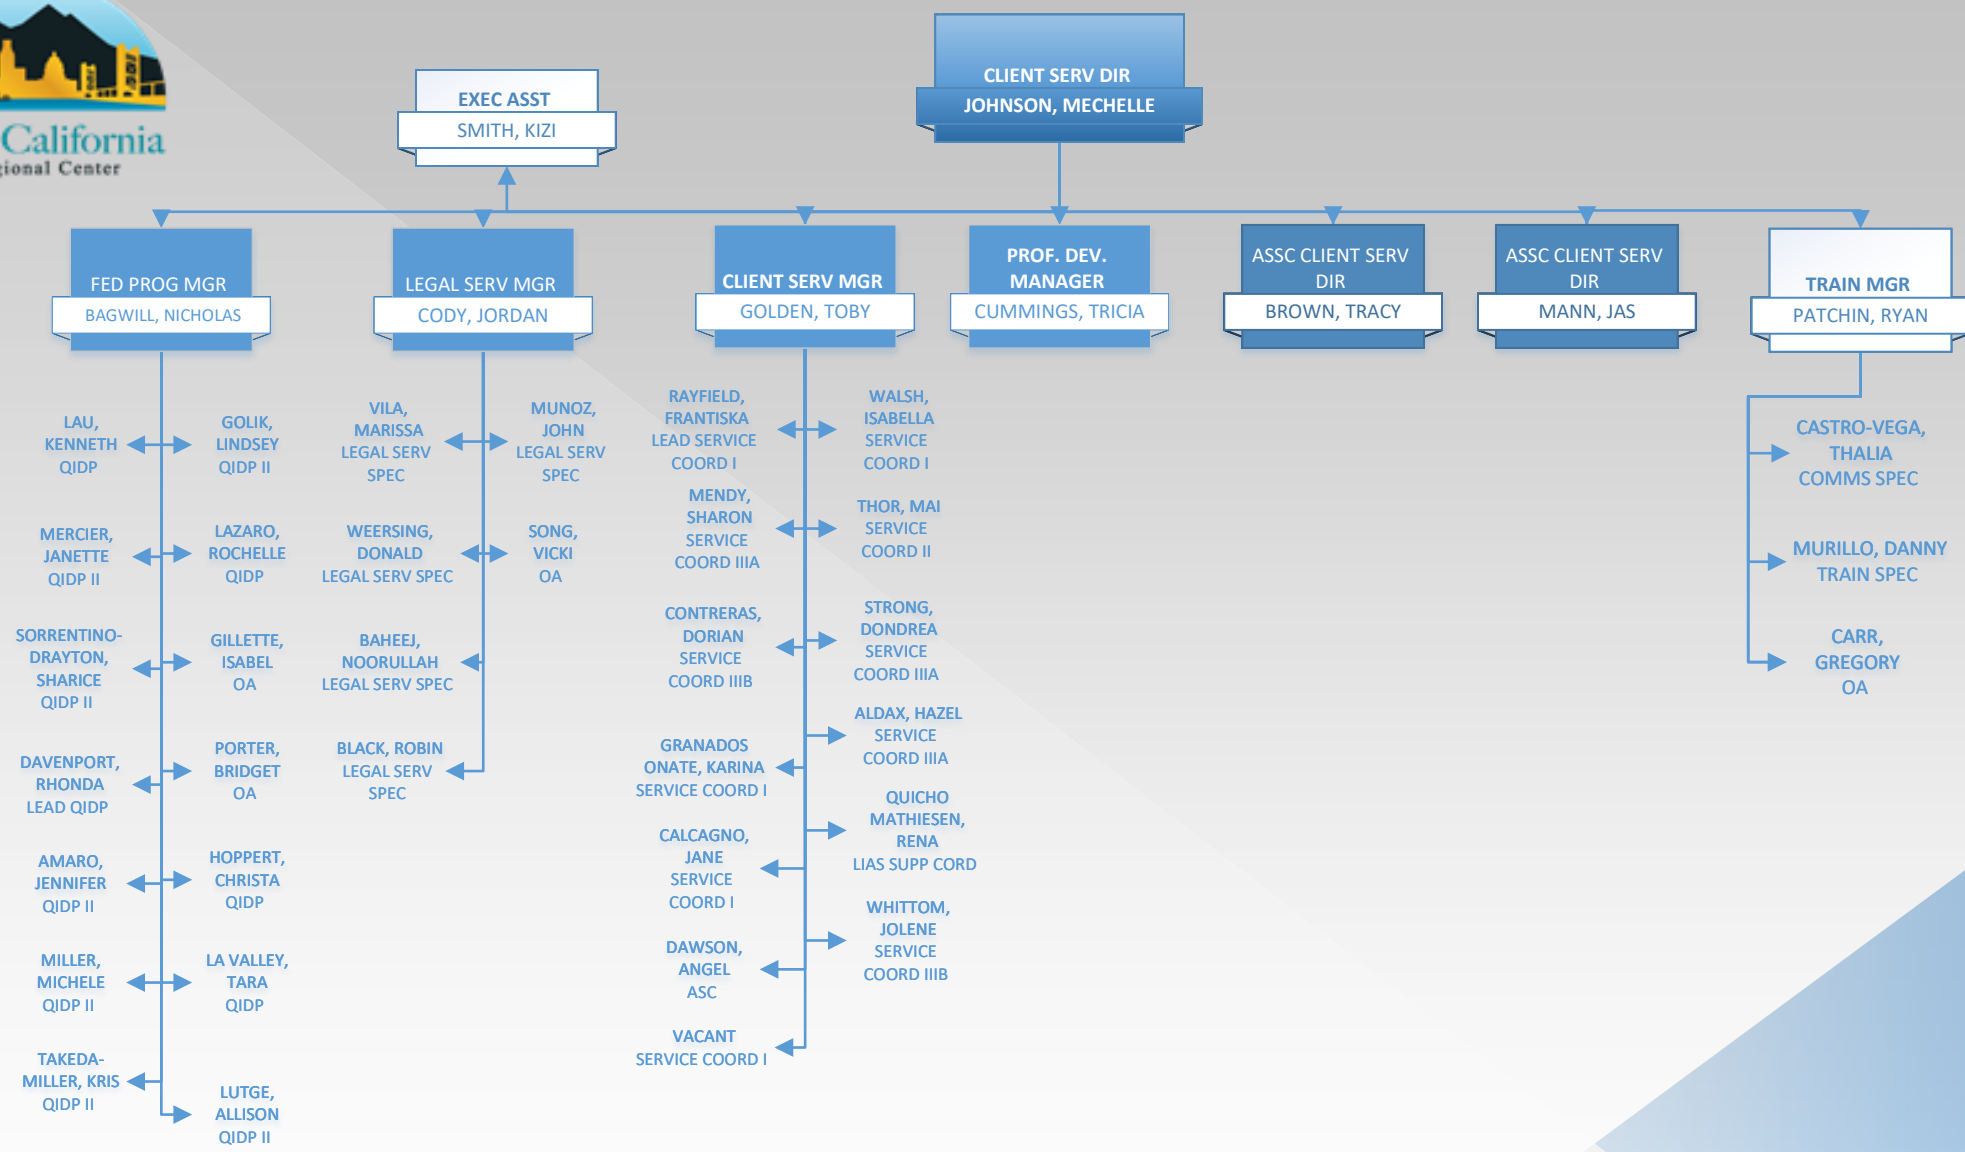 California
gional Center
CLIENT SERV DIR
JOHNSON, MECHELLE
EXEC ASST
SMITH, KIZI
FED PROG MGR
BAGWILL, NICHOLAS
LEGAL SERV MGR
CODY, JORDAN
CLIENT SERV MGR
GOLDEN, TOBY
PROF. DEV.
MANAGER
CUMMINGS, TRICIA
ASSC CLIENT SERV
DIR
BROWN, TRACY
ASSC CLIENT SERV
DIR
MANN, JAS
TRAIN MGR
PATCHIN, RYAN
LAU,
KENNETH
QIDP
GOLIK,
LINDSEY
QIDP II
MERCIER,
JANETTE
QIDP II
LAZARO,
ROCHELLE
QIDP
SORRENTINO-
DRAYTON,
SHARICE
QIDP II
GILLETTE,
ISABEL
OA
DAVENPORT,
RHONDA
LEAD QIDP
PORTER,
BRIDGET
OA
AMARO,
JENNIFER
QIDP II
HOPPERT,
CHRISTA
QIDP
MILLER,
MICHELE
QIDP II
LA VALLEY,
TARA
QIDP
TAKEDA-
MILLER, KRIS
QIDP II
LUTGE,
ALLISON
QIDP II
VILA,
MARISSA
LEGAL SERV
SPEC
MUNOZ,
JOHN
LEGAL SERV
SPEC
WEERSING,
DONALD
LEGAL SERV SPEC
SONG,
VICKI
OA
BAHEEJ,
NOORULLAH
LEGAL SERV SPEC
BLACK, ROBIN
LEGAL SERV
SPEC
RAYFIELD,
FRANTISKA
LEAD SERVICE
COORD I
WALSH,
ISABELLA
SERVICE
COORD I
MENDY,
SHARON
SERVICE
COORD IIIA
THOR, MAI
SERVICE
COORD II
CONTRERAS,
DORIAN
SERVICE
COORD IIIB
STRONG,
DONDREA
SERVICE
COORD IIIA
GRANADOS
ONATE, KARINA
SERVICE COORD I
ALDAX, HAZEL
SERVICE
COORD IIIA
CALCAGNO,
JANE
SERVICE
COORD I
QUICHO
MATHIESEN,
RENA
LIAS SUPP CORD
DAWSON,
ANGEL
ASC
WHITTOM,
JOLENE
SERVICE
COORD IIIB
VACANT
SERVICE COORD I
CASTRO-VEGA,
THALIA
COMMS SPEC
MURILLO, DANNY
TRAIN SPEC
CARR,
GREGORY
OA